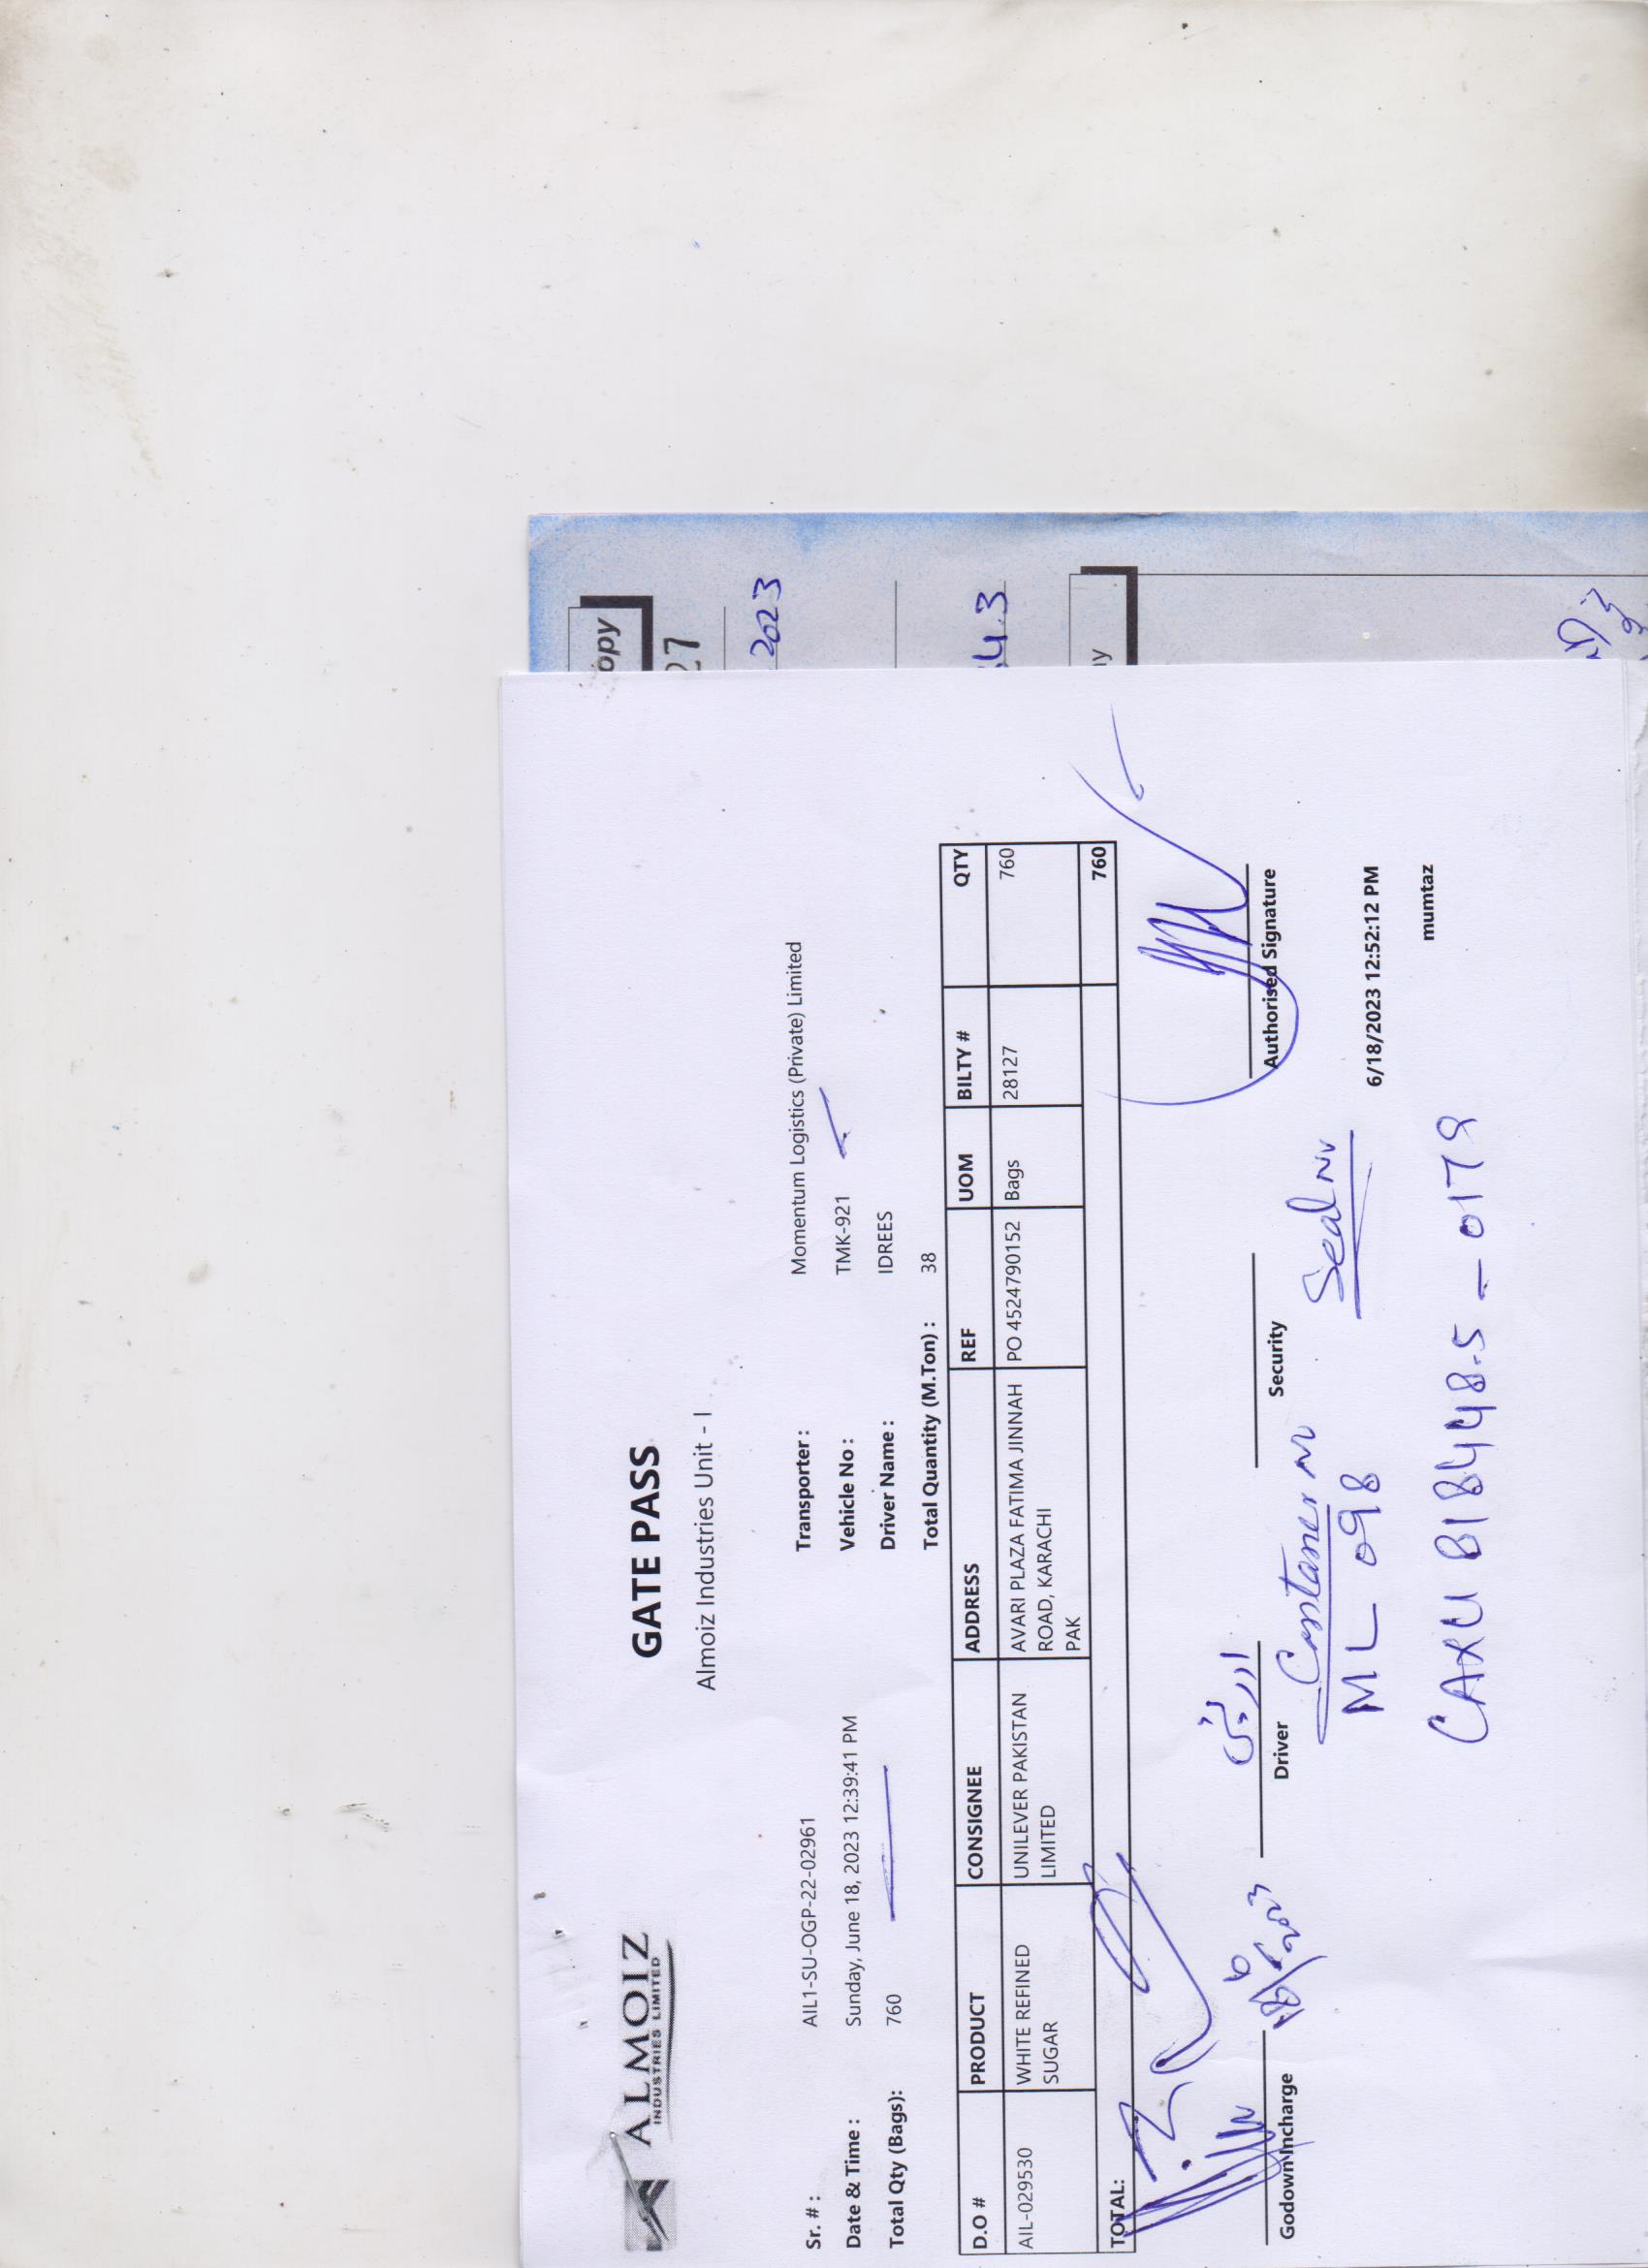 ALMOIZ
INDUSTRIES LIMITED
GATE PASS
Almoiz Industries Unit - I
Sr. # : AIL1-SU-OGP-22-02961
Transporter : Momentum Logistics (Private) Limited
Date & Time : Sunday, June 18, 2023 12:39:41 PM
Vehicle No : TMK-921
Total Qty (Bags): 760
Driver Name : IDREES
Total Quantity (M.Ton) : 38
D.O # PRODUCT CONSIGNEE ADDRESS REF UOM BILTY # QTY
AIL-029530 WHITE REFINED SUGAR UNILEVER PAKISTAN LIMITED AVARI PLAZA FATIMA JINNAH ROAD, KARACHI PAK PO 4524790152 Bags 28127 760
TOTAL: 760
ادریس
Godown Incharge Driver Security Authorised Signature
18/6/2023
Container no Seal No
ML 098
6/18/2023 12:52:12 PM
CAXU 818448.5 - 0179
mumtaz
opy
27
2023
4.3
y